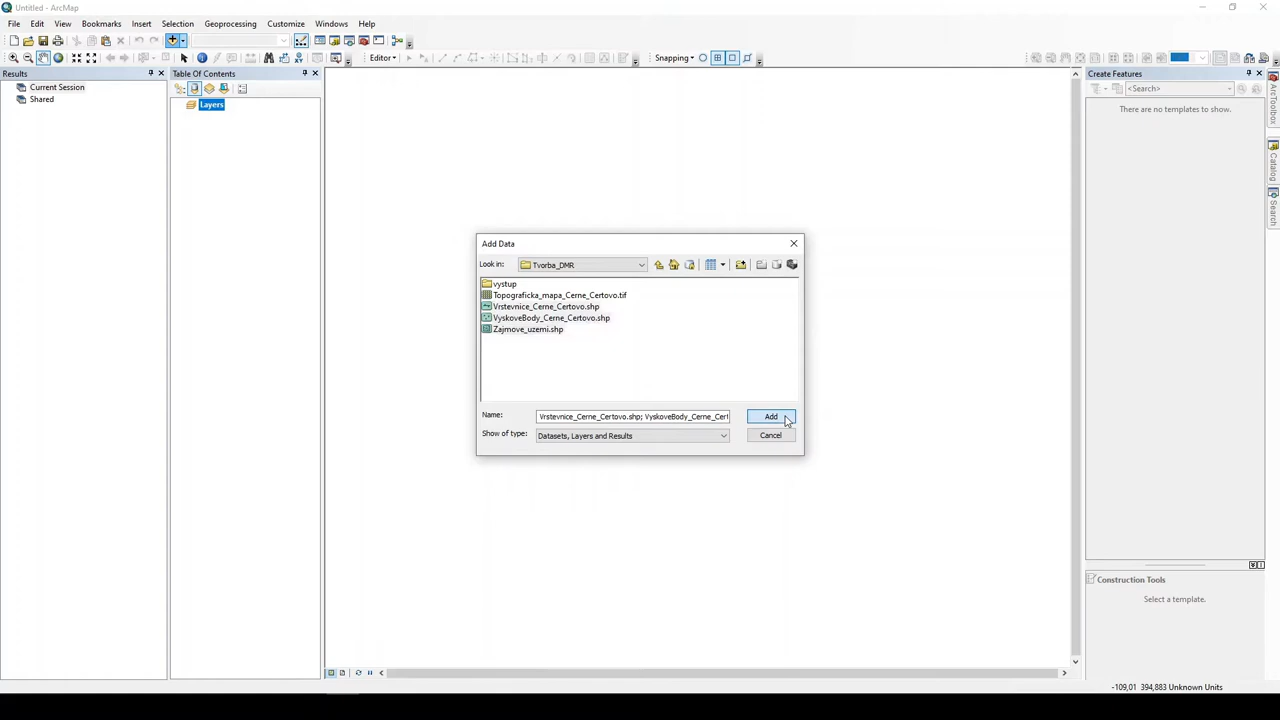 Untitled - ArcMap
File Edit View Bookmarks Insert Selection Geoprocessing Customize Windows Help
Editor Snapping
Results Table Of Contents Create Features
Current Session
Shared
Layers
<Search>
There are no templates to show.
ArcToolbox
Catalog
Search
Add Data
Look in: Tvorba_DMR
vystup
Topograficka_mapa_Cerne_Certovo.tif
Vrstevnice_Cerne_Certovo.shp
VyskoveBody_Cerne_Certovo.shp
Zajmove_uzemi.shp
Name: Vrstevnice_Cerne_Certovo.shp; VyskoveBody_Cerne_Cert Add
Show of type: Datasets, Layers and Results Cancel
Construction Tools
Select a template.
-109,01 394,883 Unknown Units